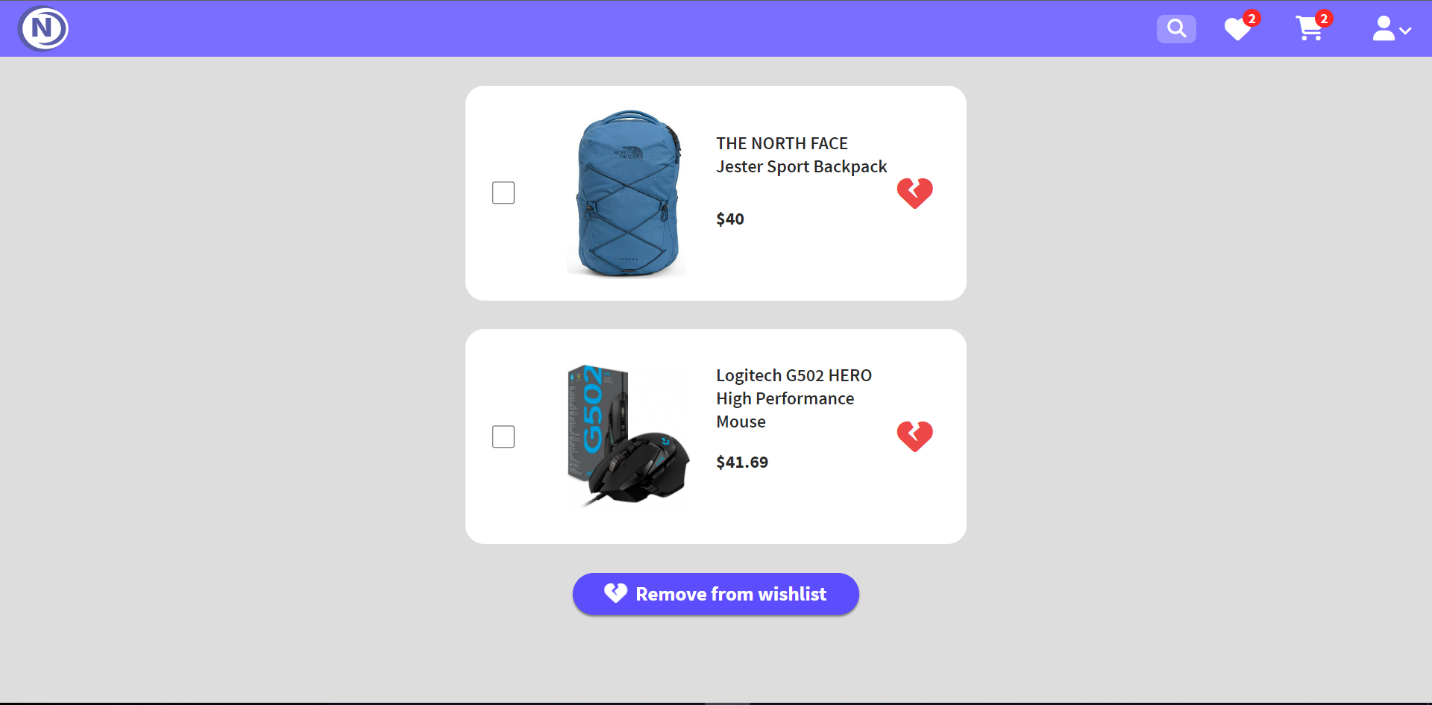 N
2
2
THE NORTH FACE
Jester Sport Backpack
$40
G502
Logitech G502 HERO
High Performance
Mouse
$41.69
Remove from wishlist